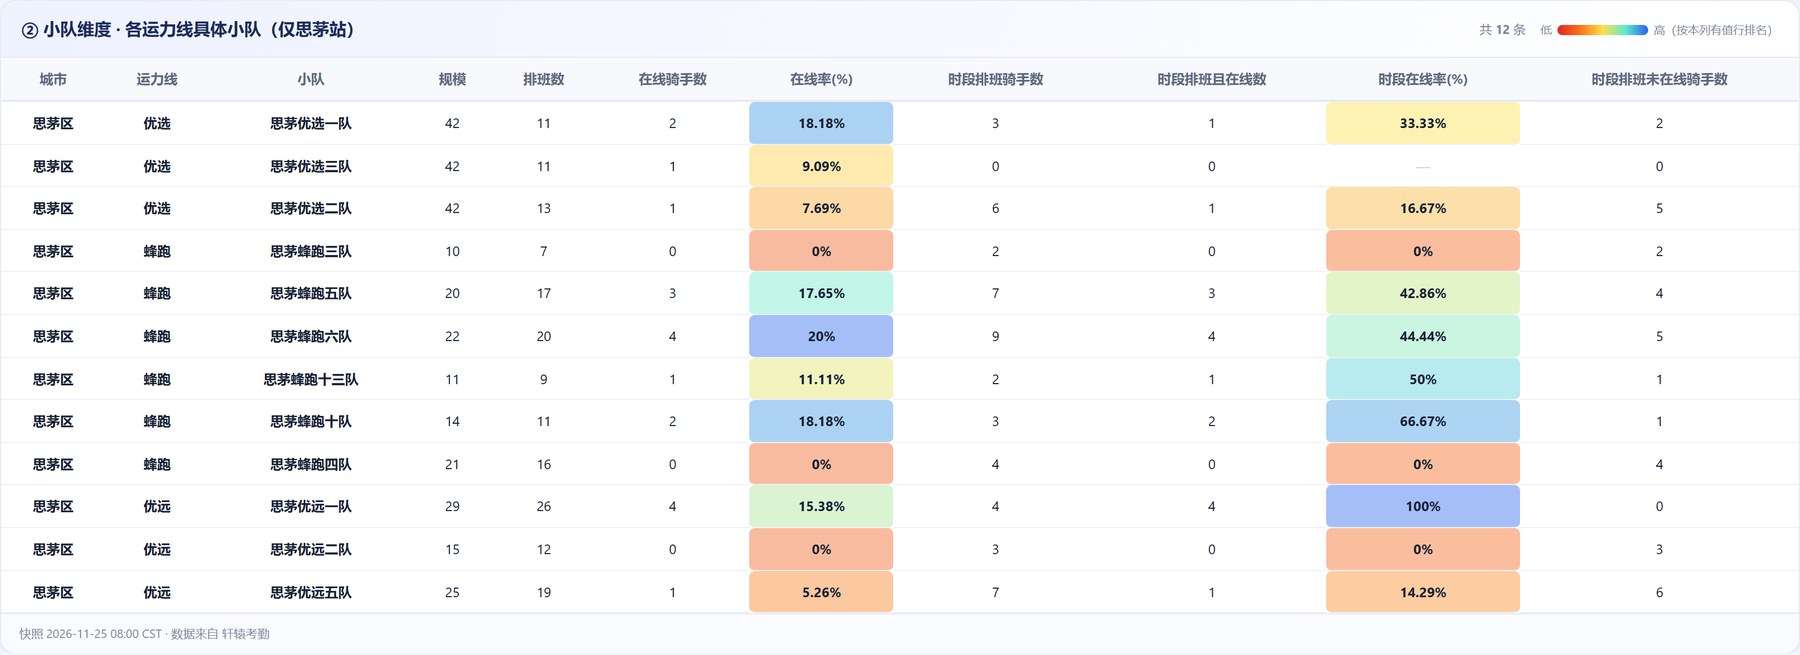 ② 小队维度 · 各运力线具体小队（仅思茅站）
共 12 条 低 高 (按本列有值行排名)
城市 运力线 小队 规模 排班数 在线骑手数 在线率(%) 时段排班骑手数 时段排班且在线数 时段在线率(%) 时段排班未在线骑手数
思茅区 优选 思茅优选一队 42 11 2 18.18% 3 1 33.33% 2
思茅区 优选 思茅优选三队 42 11 1 9.09% 0 0 — 0
思茅区 优选 思茅优选二队 42 13 1 7.69% 6 1 16.67% 5
思茅区 蜂跑 思茅蜂跑三队 10 7 0 0% 2 0 0% 2
思茅区 蜂跑 思茅蜂跑五队 20 17 3 17.65% 7 3 42.86% 4
思茅区 蜂跑 思茅蜂跑六队 22 20 4 20% 9 4 44.44% 5
思茅区 蜂跑 思茅蜂跑十三队 11 9 1 11.11% 2 1 50% 1
思茅区 蜂跑 思茅蜂跑十队 14 11 2 18.18% 3 2 66.67% 1
思茅区 蜂跑 思茅蜂跑四队 21 16 0 0% 4 0 0% 4
思茅区 优远 思茅优远一队 29 26 4 15.38% 4 4 100% 0
思茅区 优远 思茅优远二队 15 12 0 0% 3 0 0% 3
思茅区 优远 思茅优远五队 25 19 1 5.26% 7 1 14.29% 6
快照 2026-11-25 08:00 CST · 数据来自 轩辕考勤